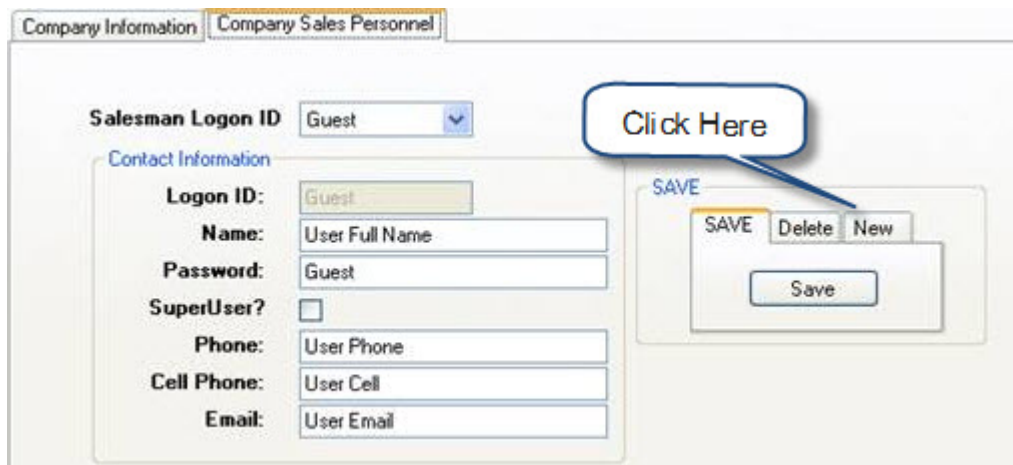 Company Information Company Sales Personnel
Salesman Logon ID Guest
Click Here
Contact Information
Logon ID: Guest
Name: User Full Name
Password: Guest
SuperUser?
Phone: User Phone
Cell Phone: User Cell
Email: User Email
SAVE
SAVE Delete New
Save